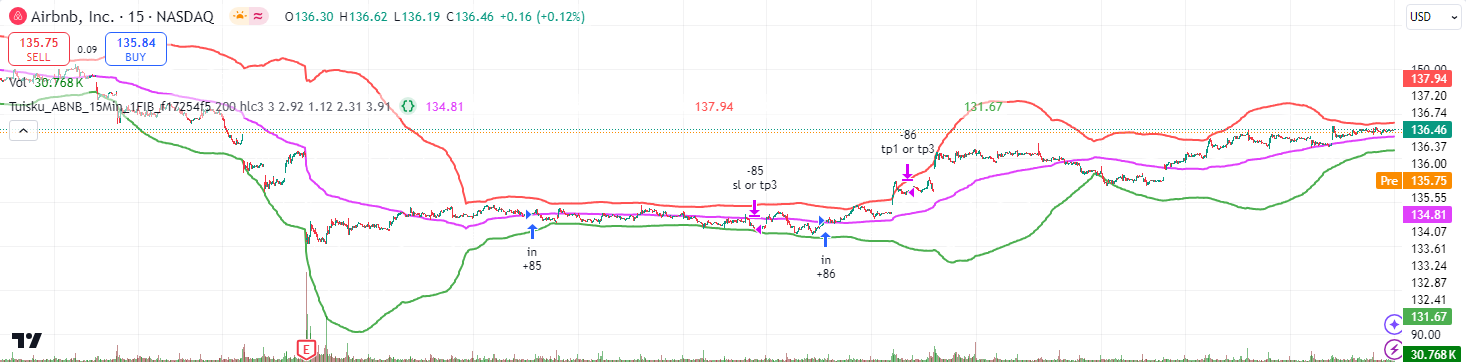 Airbnb, Inc. · 15 · NASDAQ O136.30 H136.62 L136.19 C136.46 +0.16 (+0.12%)
USD
135.75 0.09 135.84
SELL BUY
Vol 30.768K
Tuisku_ABNB_15Min_1FIB_f17254f5 200 hlc3 3 2.92 1.12 2.31 3.91 {} 134.81 137.94 131.67
in
+85
-85
sl or tp3
in
+86
-86
tp1 or tp3
E
150.00
137.94
137.20
136.74
136.46
136.37
136.00
Pre 135.75
135.55
134.81
134.07
133.61
133.24
132.87
132.41
131.67
90.00
30.768K